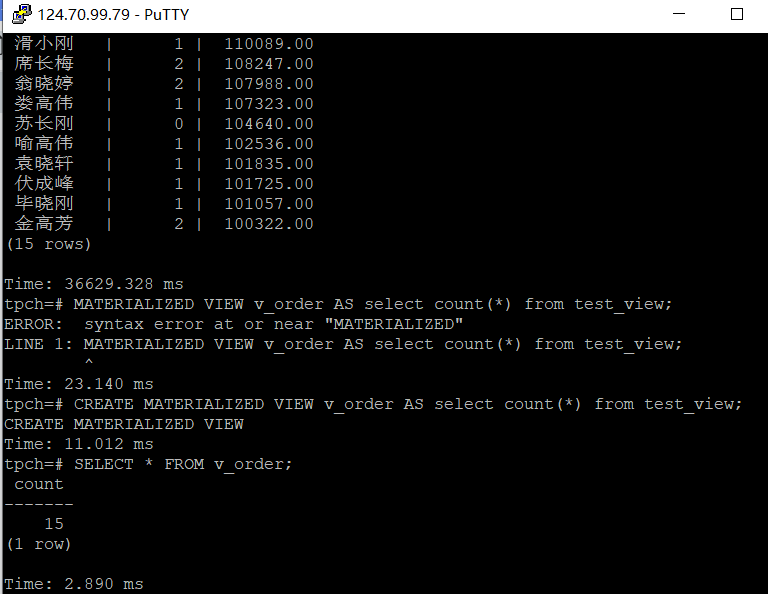 124.70.99.79 - PuTTY
滑小刚 | 1 | 110089.00
席长梅 | 2 | 108247.00
翁晓婷 | 2 | 107988.00
娄高伟 | 1 | 107323.00
苏长刚 | 0 | 104640.00
喻高伟 | 1 | 102536.00
袁晓轩 | 1 | 101835.00
伏成峰 | 1 | 101725.00
毕晓刚 | 1 | 101057.00
金高芳 | 2 | 100322.00
(15 rows)
Time: 36629.328 ms
tpch=# MATERIALIZED VIEW v_order AS select count(*) from test_view;
ERROR:  syntax error at or near "MATERIALIZED"
LINE 1: MATERIALIZED VIEW v_order AS select count(*) from test_view;
^
Time: 23.140 ms
tpch=# CREATE MATERIALIZED VIEW v_order AS select count(*) from test_view;
CREATE MATERIALIZED VIEW
Time: 11.012 ms
tpch=# SELECT * FROM v_order;
count
-------
15
(1 row)
Time: 2.890 ms